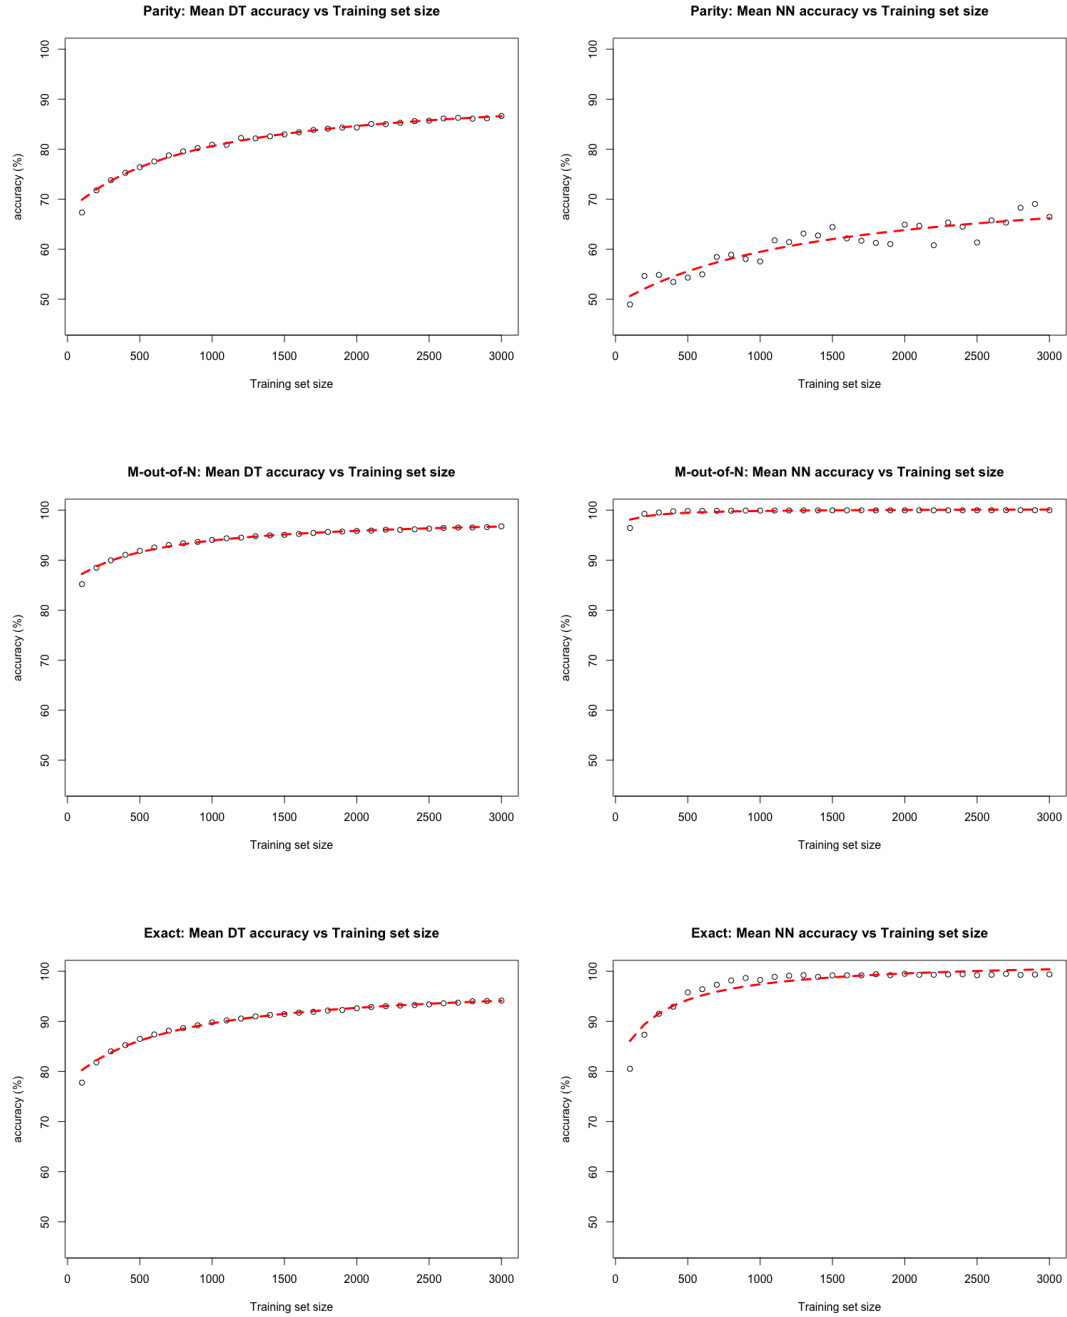 Parity: Mean DT accuracy vs Training set size
accuracy (%)
100
90
80
70
60
50
0 500 1000 1500 2000 2500 3000
Training set size
Parity: Mean NN accuracy vs Training set size
accuracy (%)
100
90
80
70
60
50
0 500 1000 1500 2000 2500 3000
Training set size
M-out-of-N: Mean DT accuracy vs Training set size
accuracy (%)
100
90
80
70
60
50
0 500 1000 1500 2000 2500 3000
Training set size
M-out-of-N: Mean NN accuracy vs Training set size
accuracy (%)
100
90
80
70
60
50
0 500 1000 1500 2000 2500 3000
Training set size
Exact: Mean DT accuracy vs Training set size
accuracy (%)
100
90
80
70
60
50
0 500 1000 1500 2000 2500 3000
Training set size
Exact: Mean NN accuracy vs Training set size
accuracy (%)
100
90
80
70
60
50
0 500 1000 1500 2000 2500 3000
Training set size